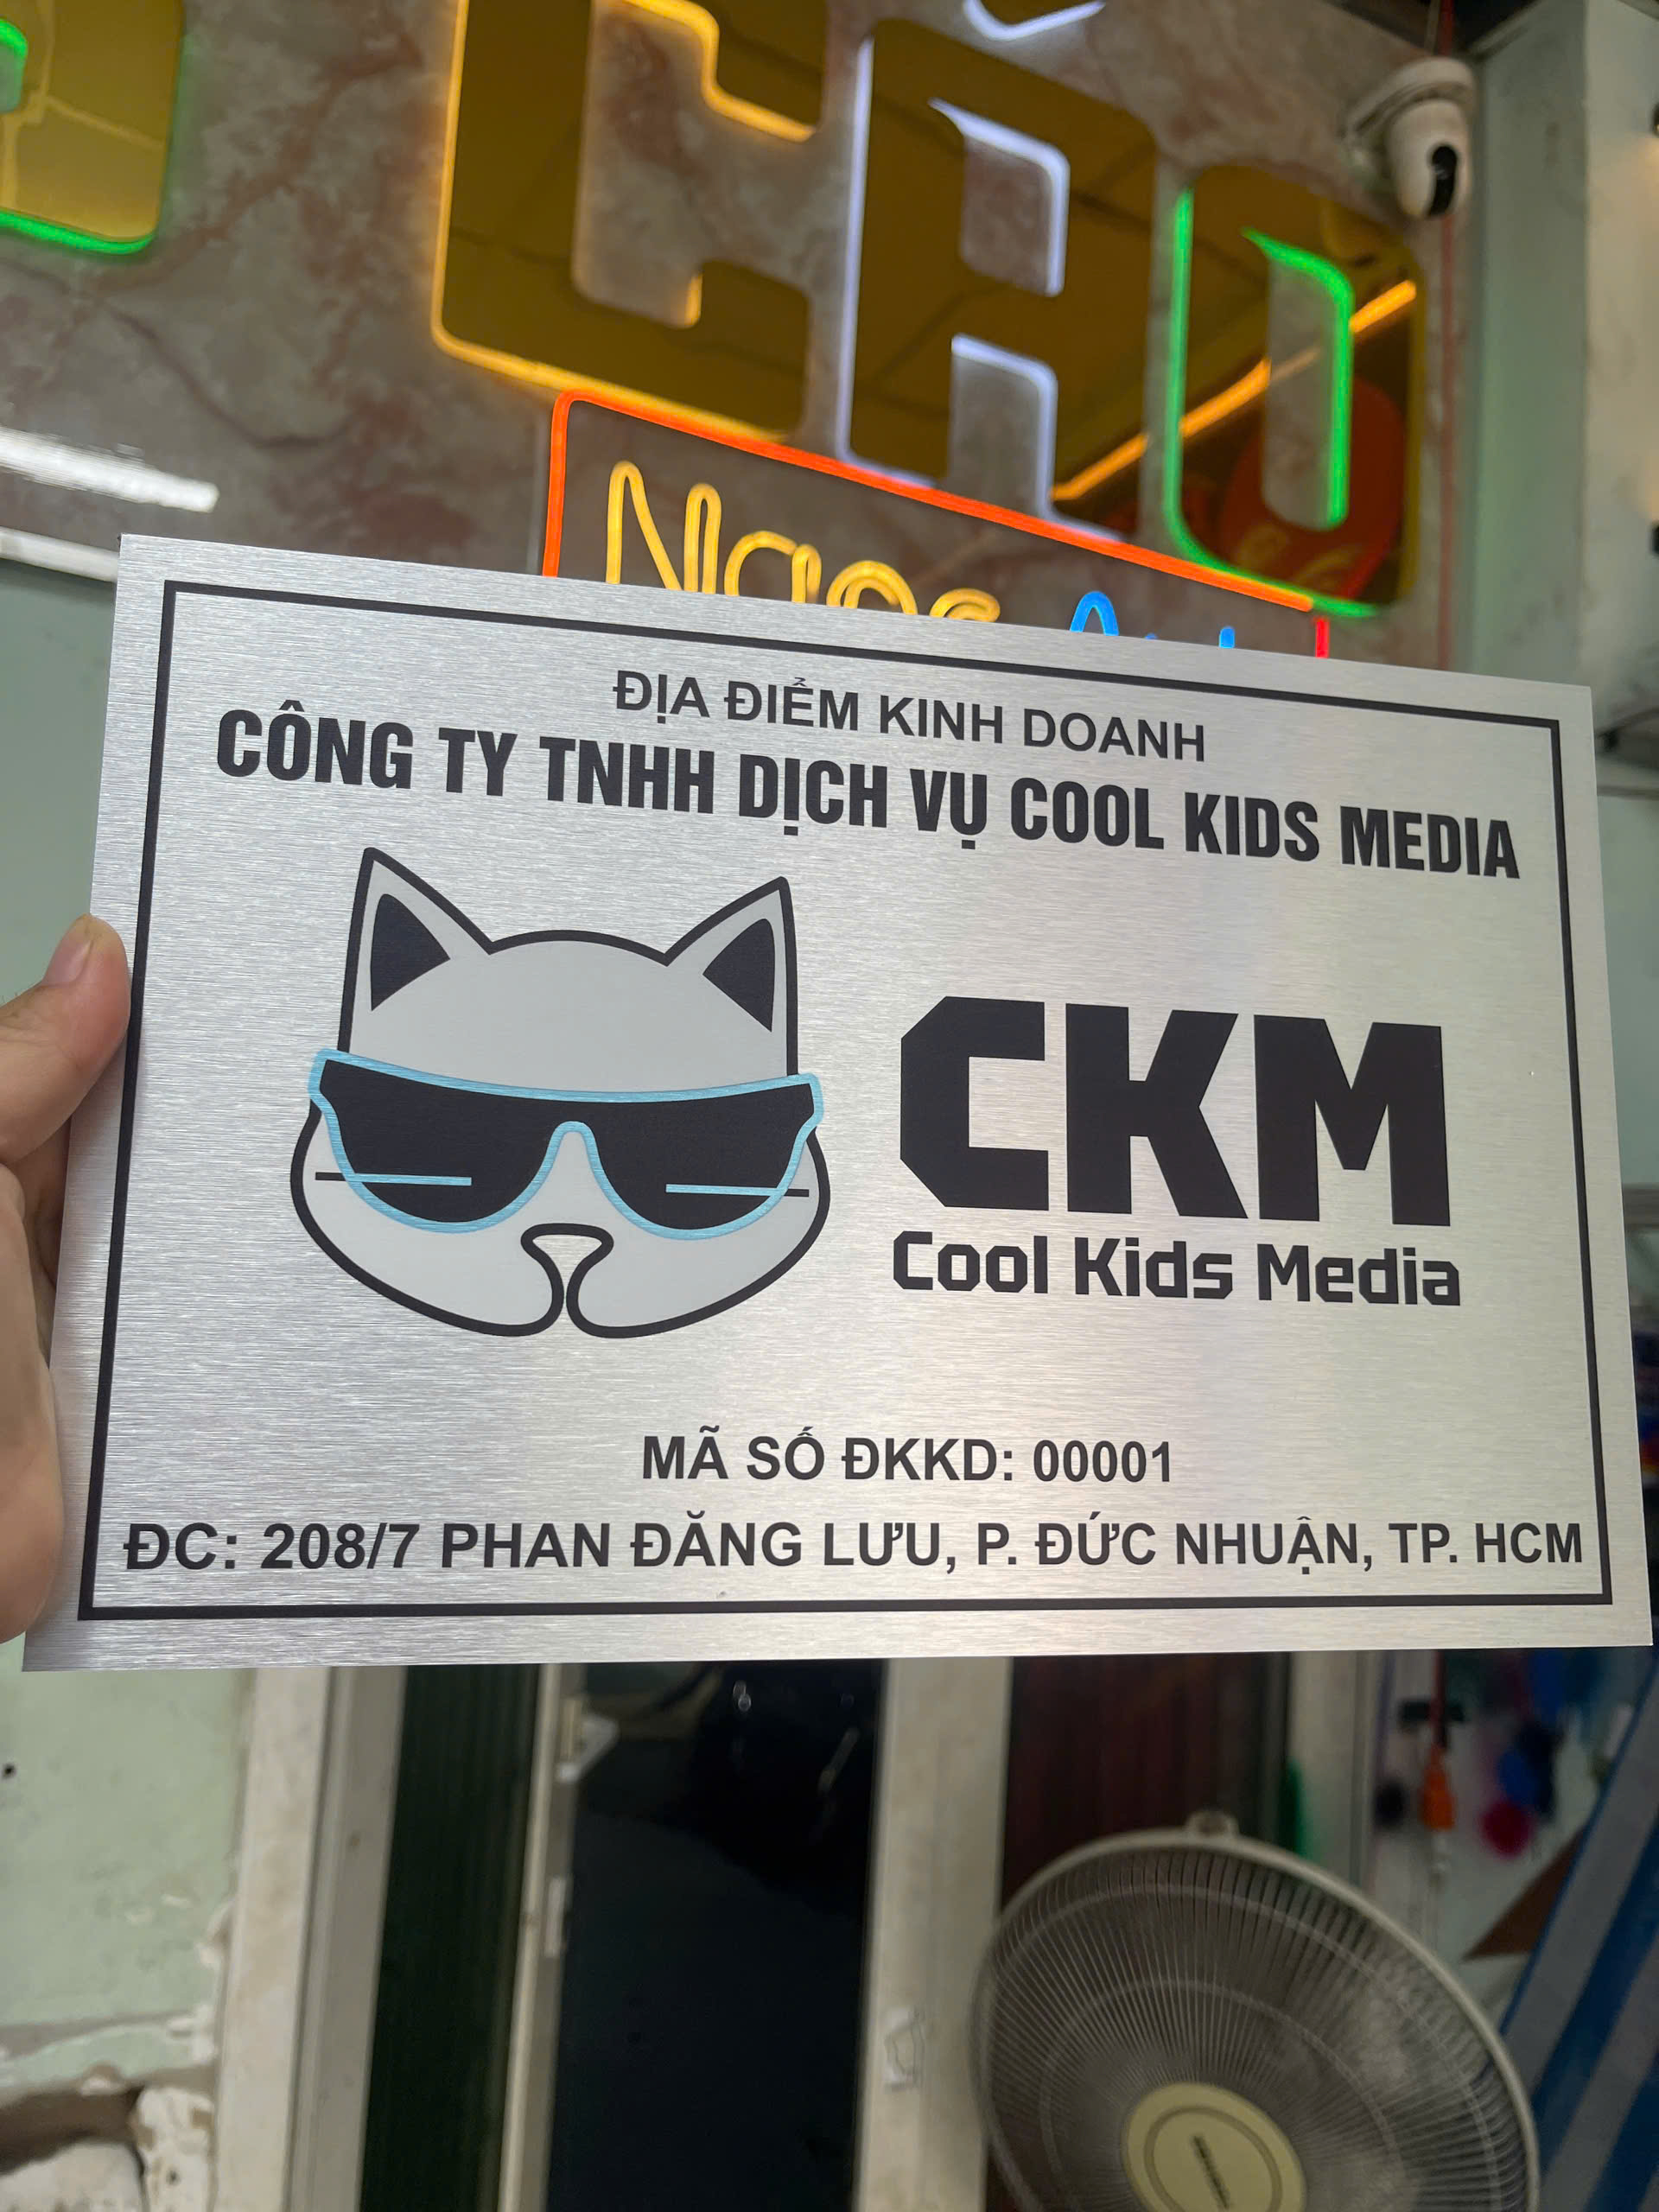 CÁO
ĐỊA ĐIỂM KINH DOANH
CÔNG TY TNHH DỊCH VỤ COOL KIDS MEDIA
CKM
Cool Kids Media
MÃ SỐ ĐKKD: 00001
ĐC: 208/7 PHAN ĐĂNG LƯU, P. ĐỨC NHUẬN, TP. HCM